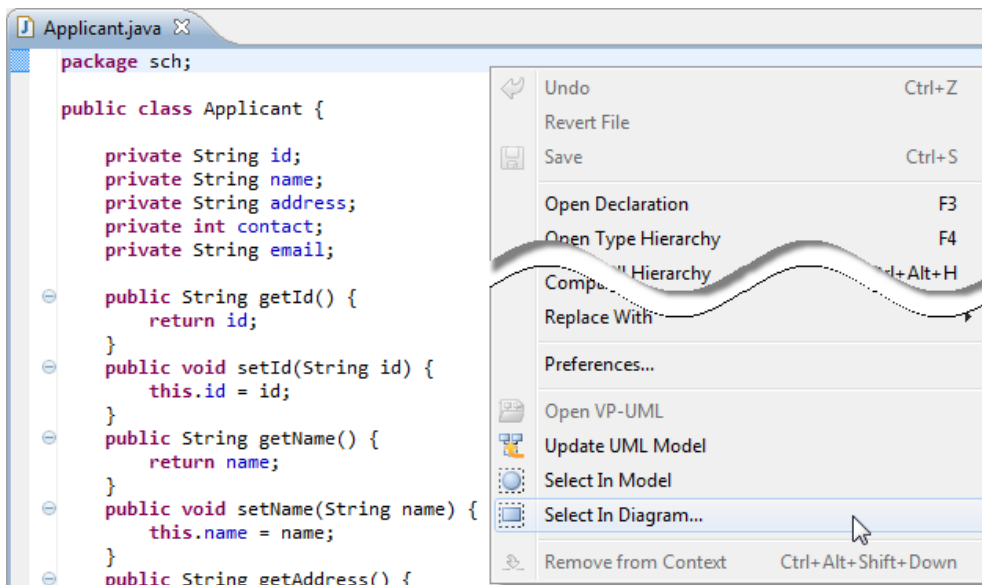 Applicant.java
package sch;
public class Applicant {
private String id;
private String name;
private String address;
private int contact;
private String email;
public String getId() {
return id;
}
public void setId(String id) {
this.id = id;
}
public String getName() {
return name;
}
public void setName(String name) {
this.name = name;
}
public String getAddress() {
Undo Ctrl+Z
Revert File
Save Ctrl+S
Open Declaration F3
Open Type Hierarchy F4
Hierarchy
Replace With
Preferences...
Open VP-UML
Update UML Model
Select In Model
Select In Diagram...
Remove from Context Ctrl+Alt+Shift+Down